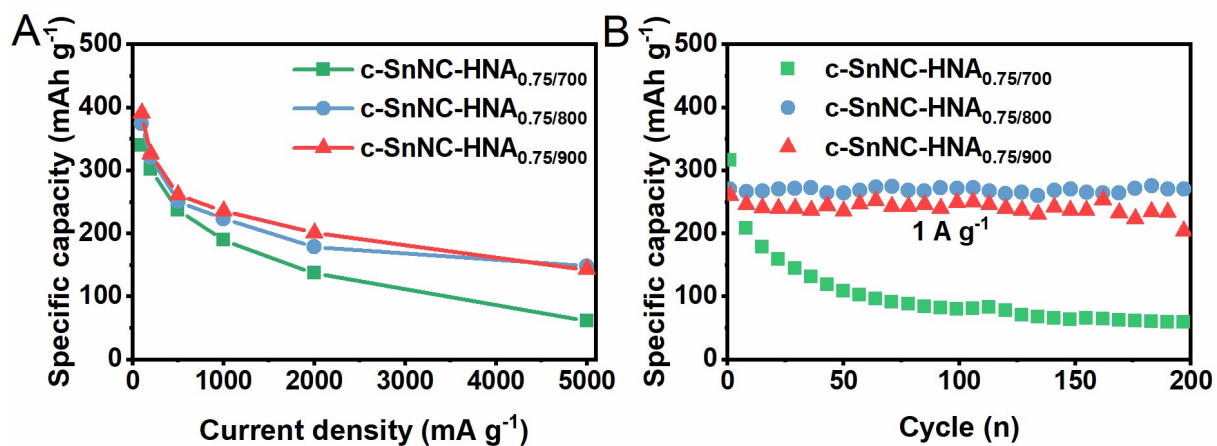 A
Specific capacity (mAh g⁻¹)
500
400
300
200
100
0
c-SnNC-HNA₀.₇₅/₇₀₀
c-SnNC-HNA₀.₇₅/₈₀₀
c-SnNC-HNA₀.₇₅/₉₀₀
0 1000 2000 3000 4000 5000
Current density (mA g⁻¹)
B
Specific capacity (mAh g⁻¹)
500
400
300
200
100
0
c-SnNC-HNA₀.₇₅/₇₀₀
c-SnNC-HNA₀.₇₅/₈₀₀
c-SnNC-HNA₀.₇₅/₉₀₀
1 A g⁻¹
0 50 100 150 200
Cycle (n)